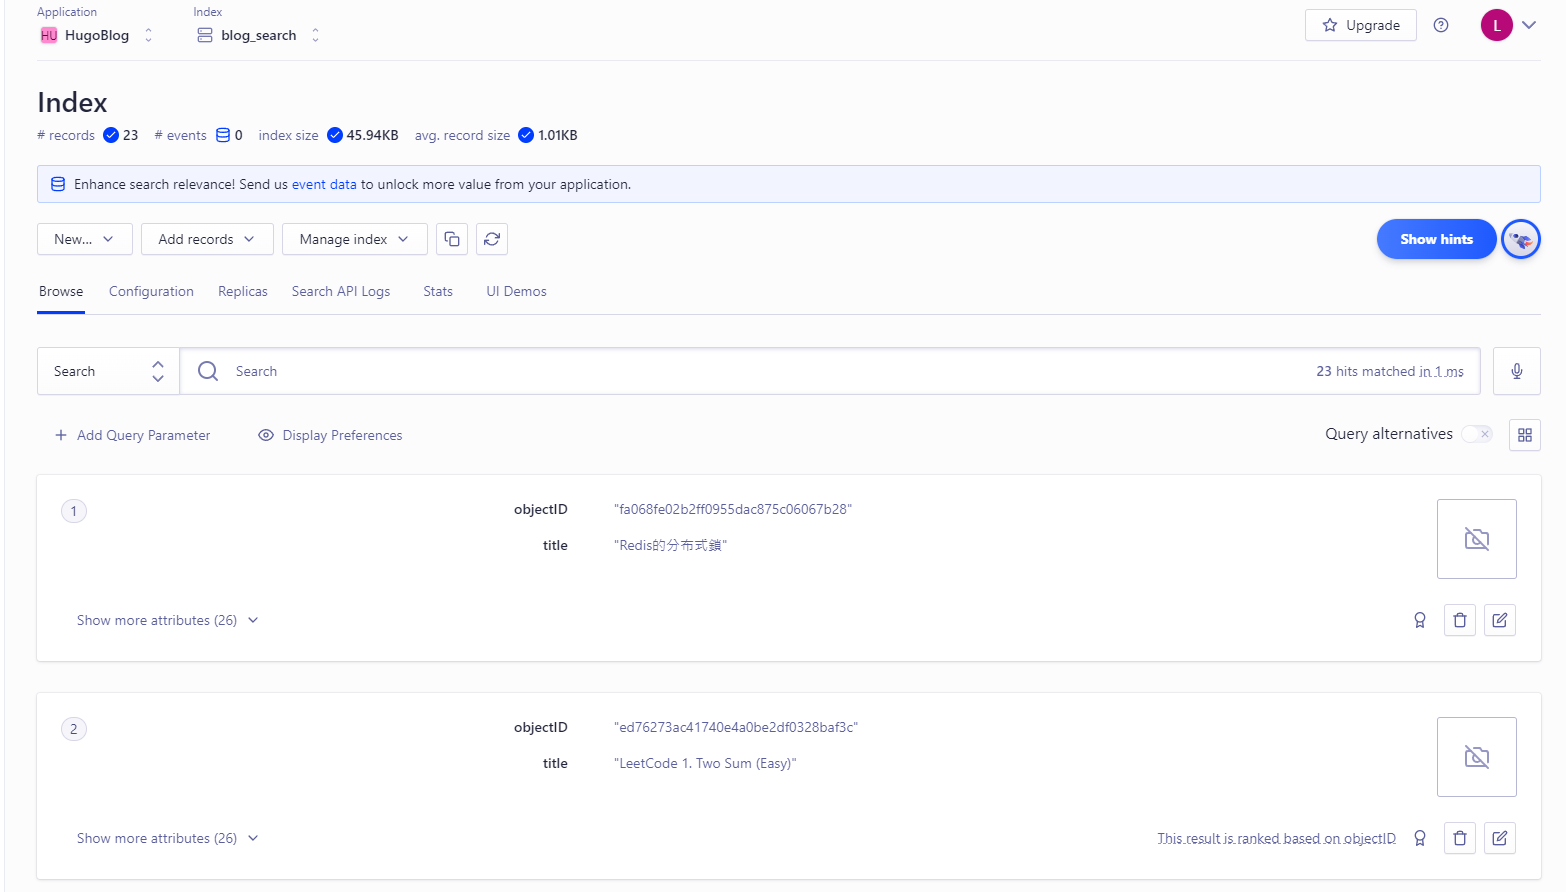 Application
Index
HU HugoBlog
blog_search
Upgrade
L
Index
# records 23 # events 0 index size 45.94KB avg. record size 1.01KB
Enhance search relevance! Send us event data to unlock more value from your application.
New... Add records Manage index
Show hints
Browse Configuration Replicas Search API Logs Stats UI Demos
Search Search 23 hits matched in 1 ms
Add Query Parameter Display Preferences Query alternatives
1 objectID "fa068fe02b2ff0955dac875c06067b28"
title "Redis的分布式鎖"
Show more attributes (26)
2 objectID "ed76273ac41740e4a0be2df0328baf3c"
title "LeetCode 1. Two Sum (Easy)"
Show more attributes (26) This result is ranked based on objectID